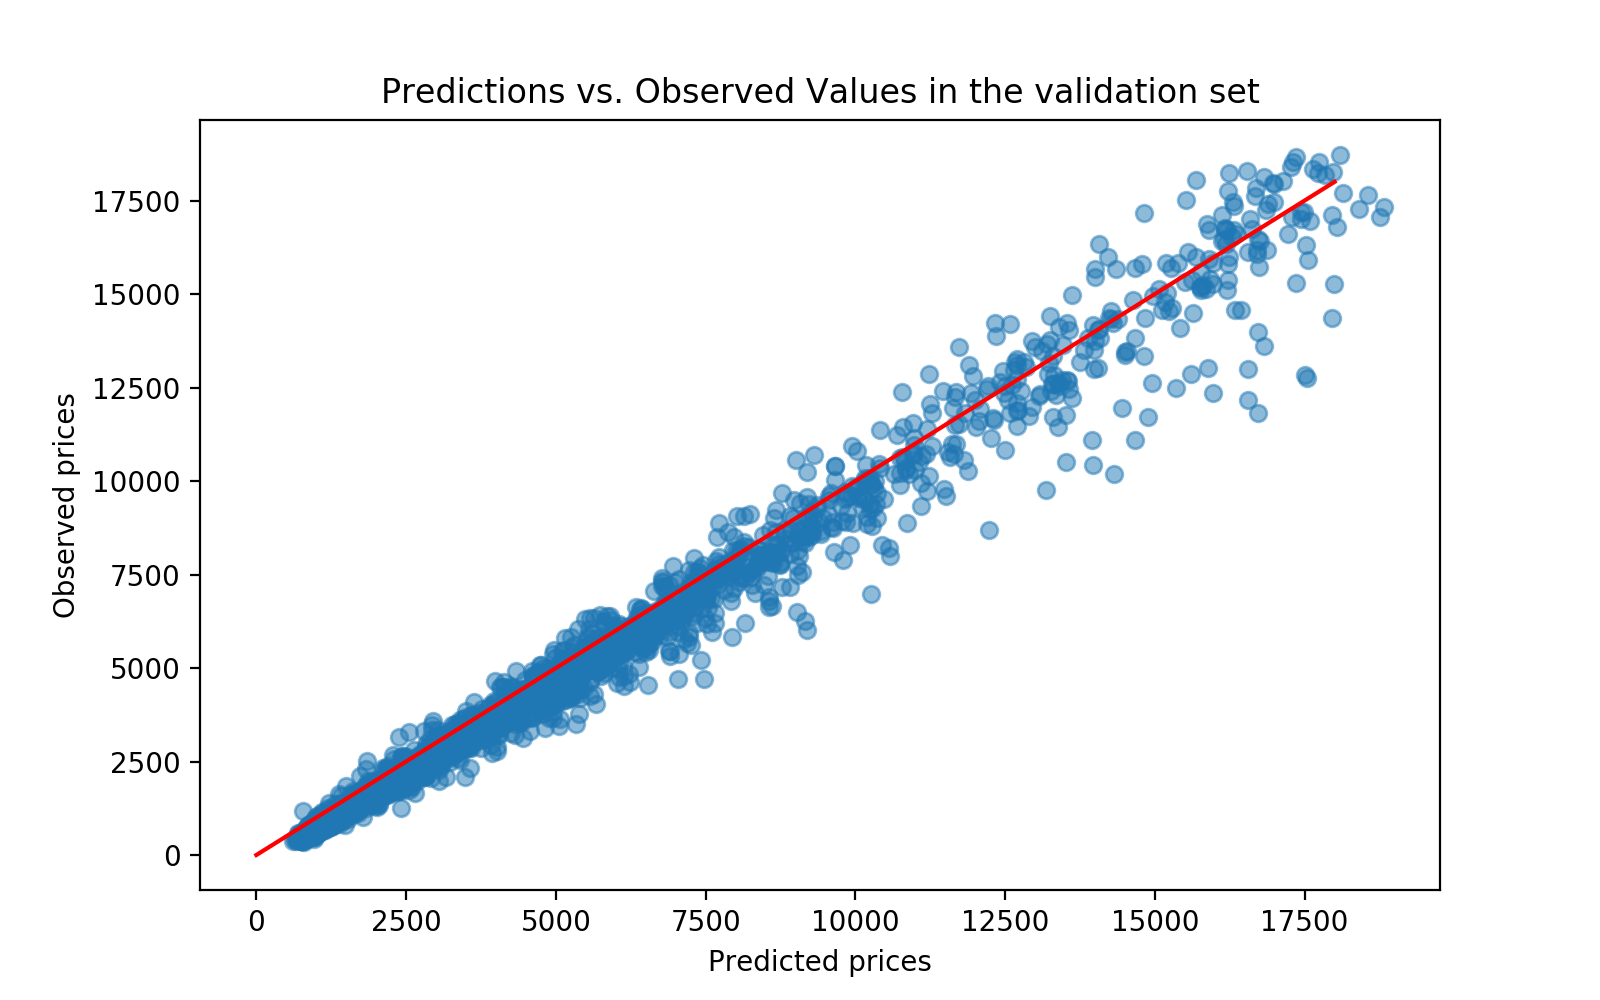 Predictions vs. Observed Values in the validation set
17500
15000
12500
10000
7500
5000
2500
0
Observed prices
0 2500 5000 7500 10000 12500 15000 17500
Predicted prices